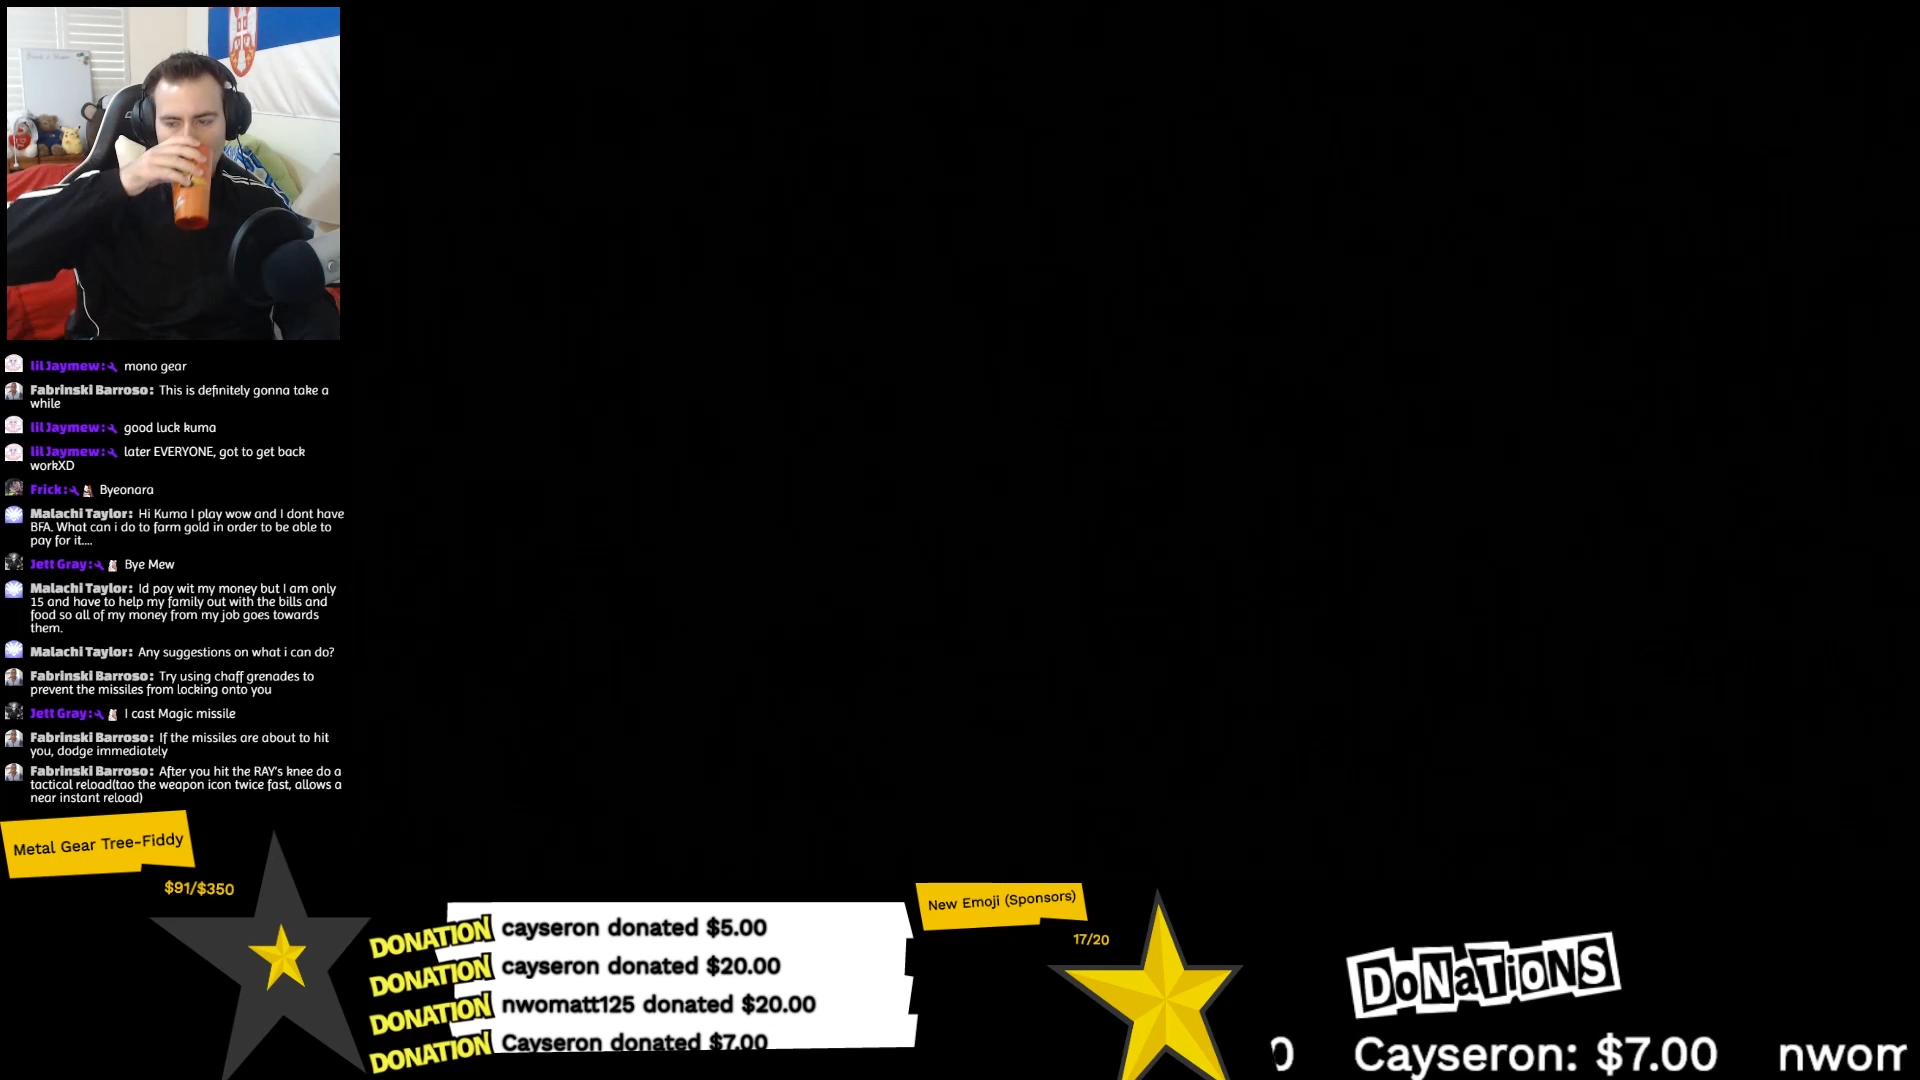 lil Jaymew: mono gear
Fabrinski Barroso: This is definitely gonna take a
while
lil Jaymew: good luck kuma
lil Jaymew: later EVERYONE, got to get back
workXD
Frick: Byeonara
Malachi Taylor: Hi Kuma I play wow and I dont have
BFA. What can i do to farm gold in order to be able to
pay for it....
Jett Gray: Bye Mew
Malachi Taylor: Id pay wit my money but I am only
15 and have to help my family out with the bills and
food so all of my money from my job goes towards
them.
Malachi Taylor: Any suggestions on what i can do?
Fabrinski Barroso: Try using chaff grenades to
prevent the missiles from locking onto you
Jett Gray: I cast Magic missile
Fabrinski Barroso: If the missiles are about to hit
you, dodge immediately
Fabrinski Barroso: After you hit the RAY's knee do a
tactical reload(tao the weapon icon twice fast, allows a
near instant reload)
Metal Gear Tree-Fiddy
$91/$350
DONATION cayseron donated $5.00
DONATION cayseron donated $20.00
DONATION nwomatt125 donated $20.00
DONATION Cayseron donated $7.00
New Emoji (Sponsors)
17/20
DoNaTioNS
0 Cayseron: $7.00 nwom